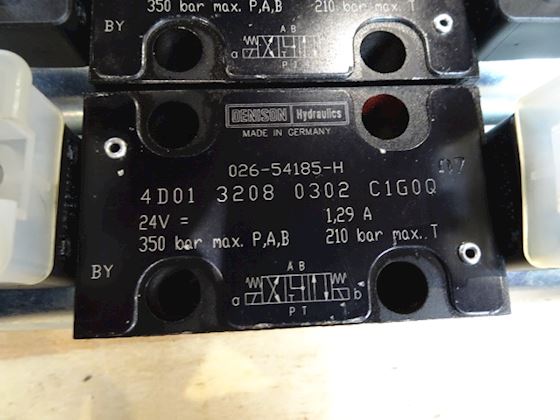 350 bar max. P,A,B 210 bar max. T
BY
A B
a
P T
DENISON Hydraulics
MADE IN GERMANY
026-54185-H
4D01 3208 0302 C1G0Q
24V = 1,29 A
350 bar max. P,A,B 210 bar max. T
BY
A B
a b
P T